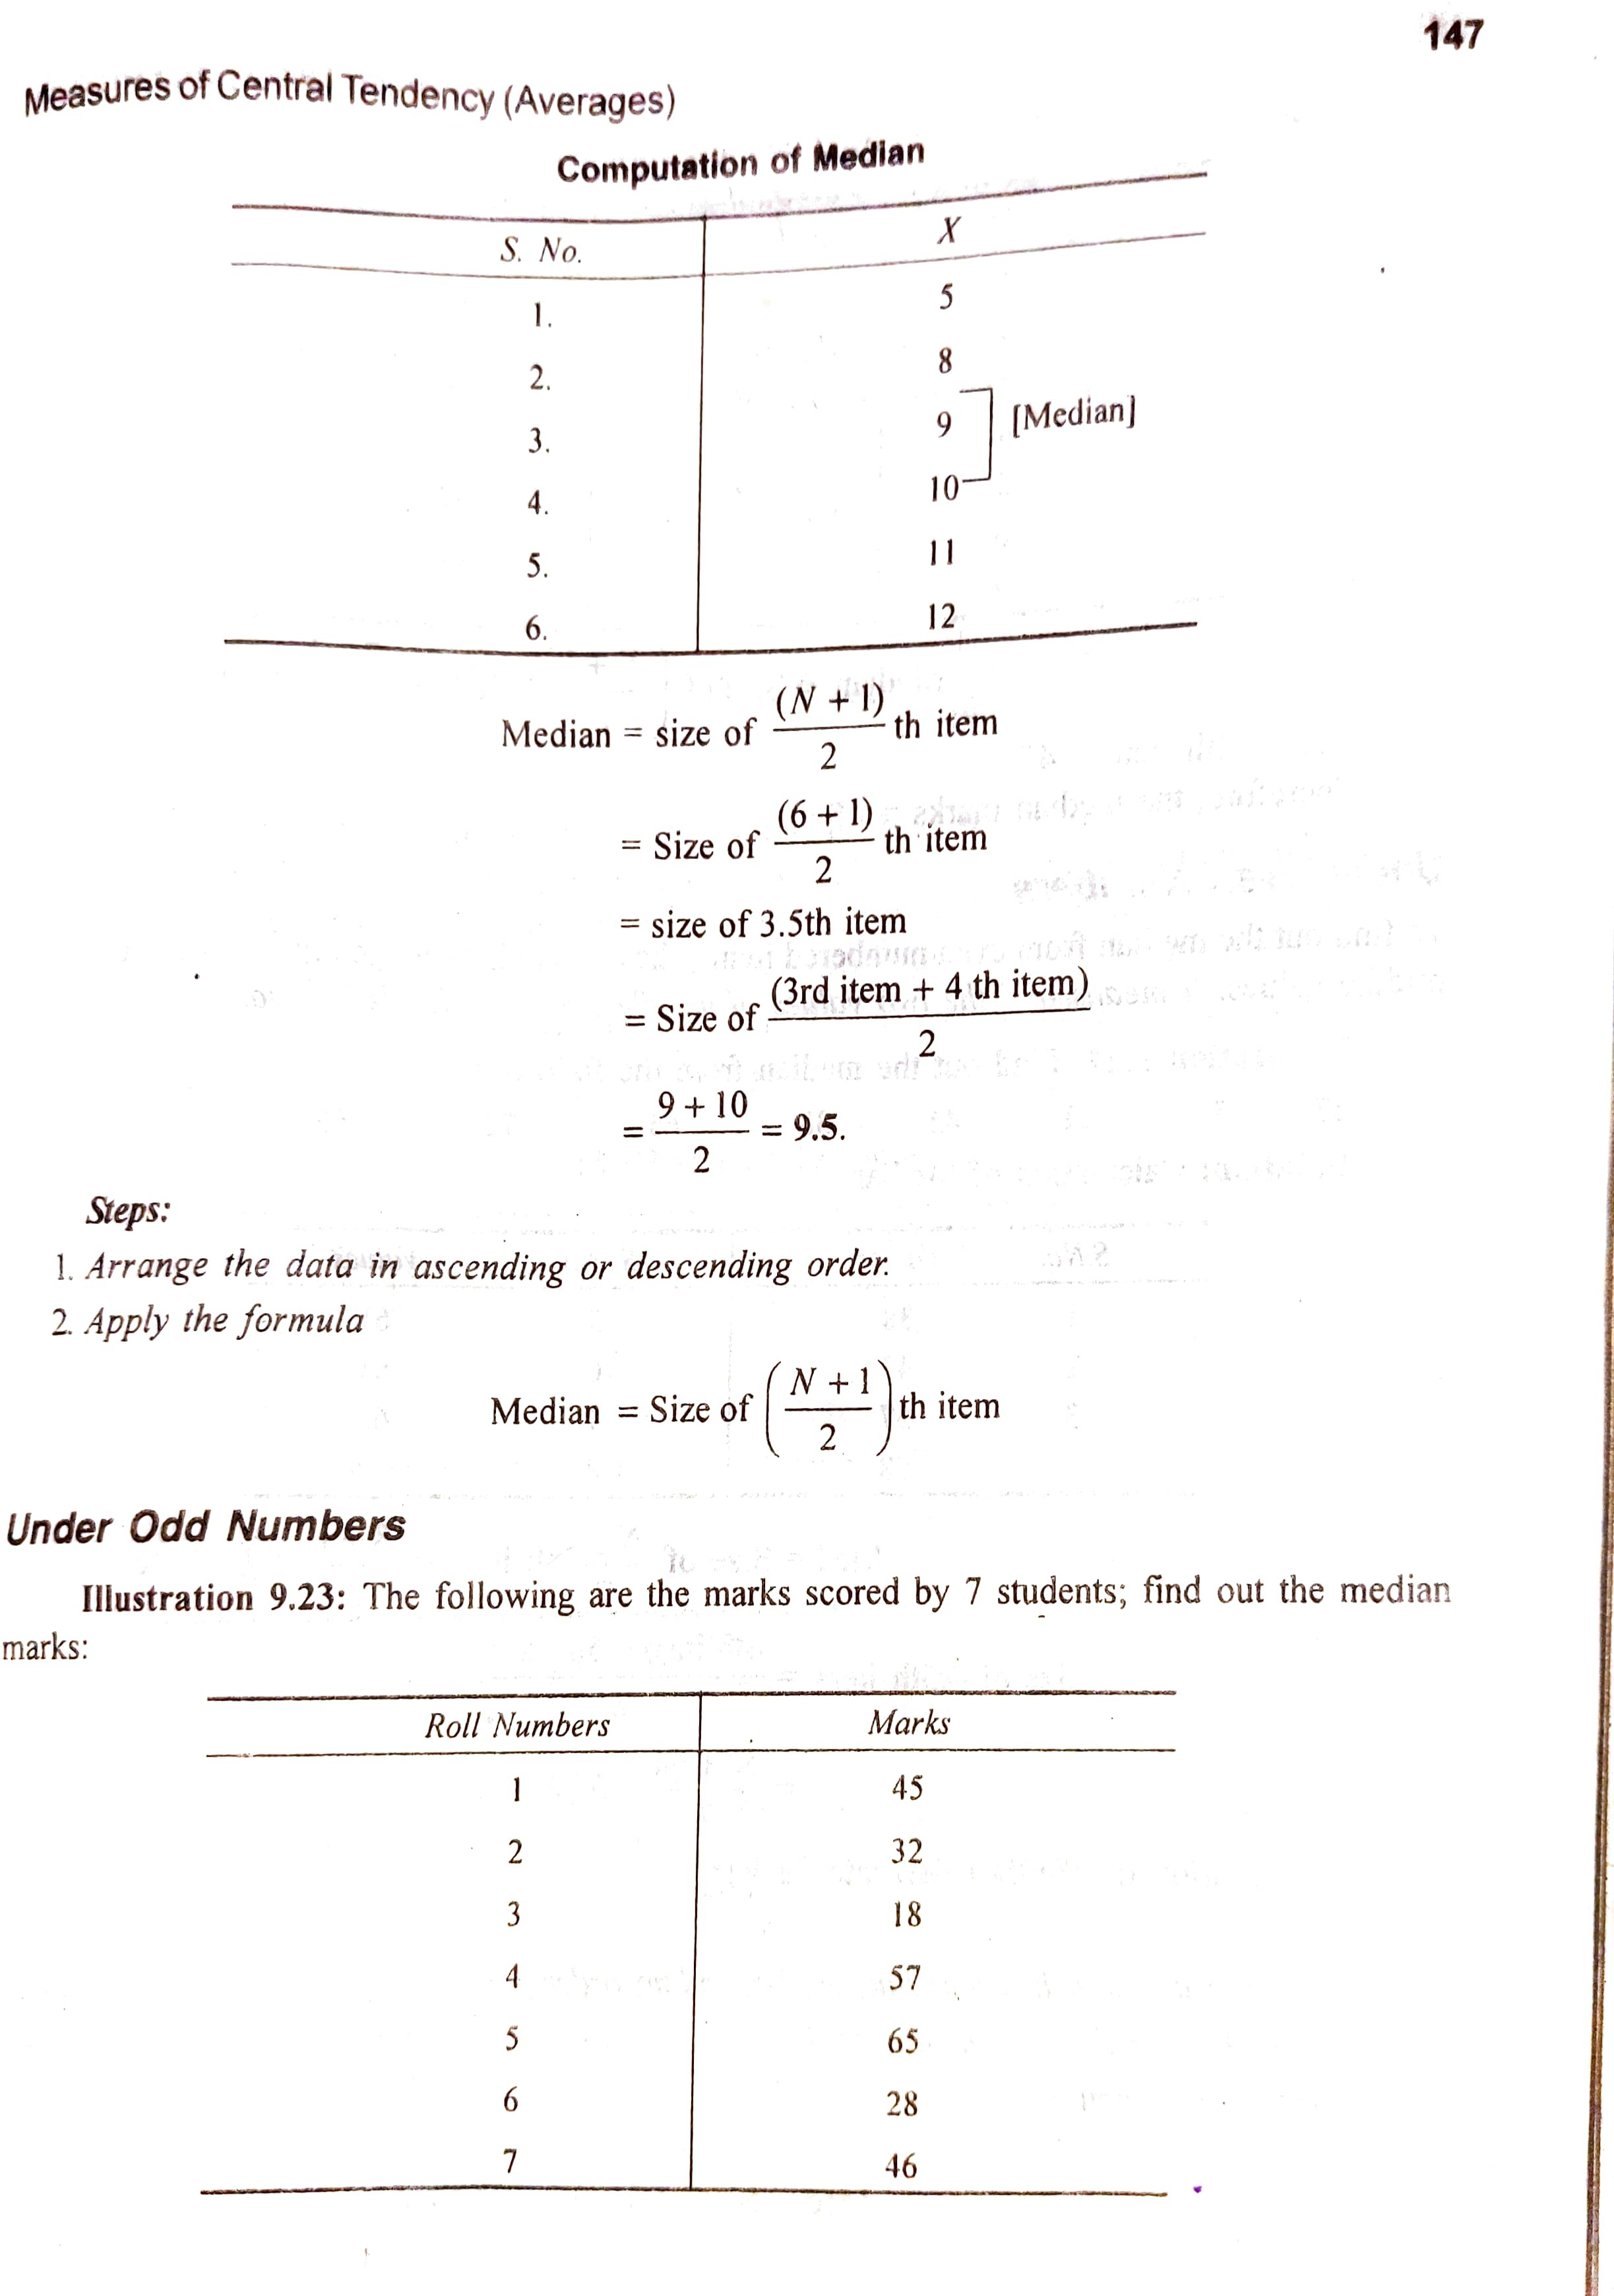 147
Measures of Central Tendency (Averages)
Computation of Median
S. No. X
1. 5
2. 8
3. 9 [Median]
4. 10
5. 11
6. 12
Median = size of (N + 1)/2 th item
= Size of (6 + 1)/2 th item
= size of 3.5th item
= Size of (3rd item + 4 th item)/2
= 9 + 10/2 = 9.5.
Steps:
1. Arrange the data in ascending or descending order.
2. Apply the formula
Median = Size of (N + 1/2) th item
Under Odd Numbers
Illustration 9.23: The following are the marks scored by 7 students; find out the median
marks:
Roll Numbers Marks
1 45
2 32
3 18
4 57
5 65
6 28
7 46